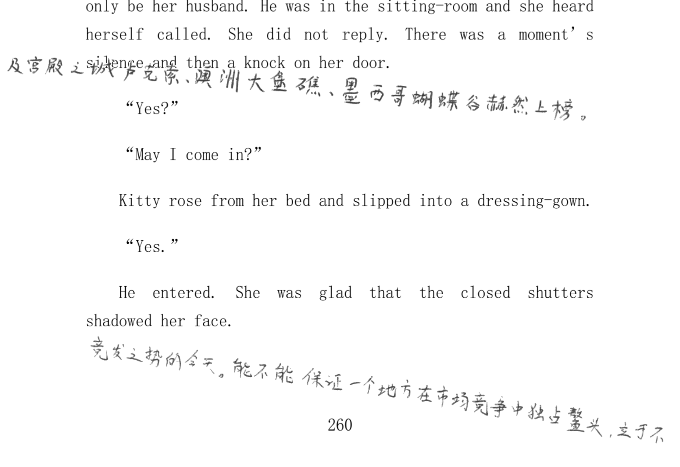 only be her husband. He was in the sitting-room and she heard
herself called. She did not reply. There was a moment’s
silence and then a knock on her door.
及宫殿之城卢克索、澳洲大堡礁、墨西哥蝴蝶谷赫然上榜。
“Yes?”
“May I come in?”
Kitty rose from her bed and slipped into a dressing-gown.
“Yes.”
He entered. She was glad that the closed shutters
shadowed her face.
竞发之势的今天。能不能保证一个地方在市场竞争中独占鳌头,立于不
260